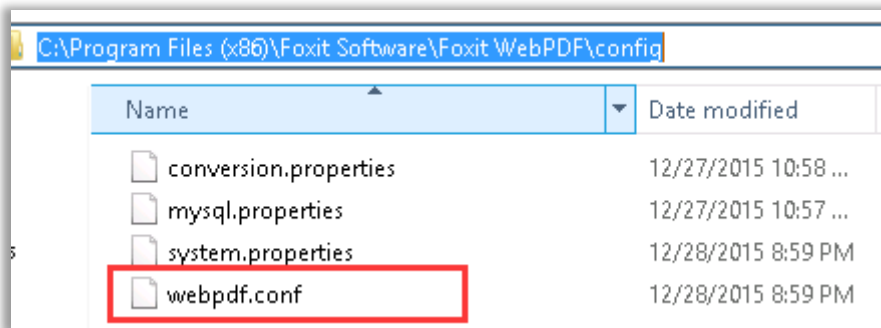 C:\Program Files (x86)\Foxit Software\Foxit WebPDF\config
Name Date modified
conversion.properties 12/27/2015 10:58 ...
mysql.properties 12/27/2015 10:57 ...
s system.properties 12/28/2015 8:59 PM
webpdf.conf 12/28/2015 8:59 PM